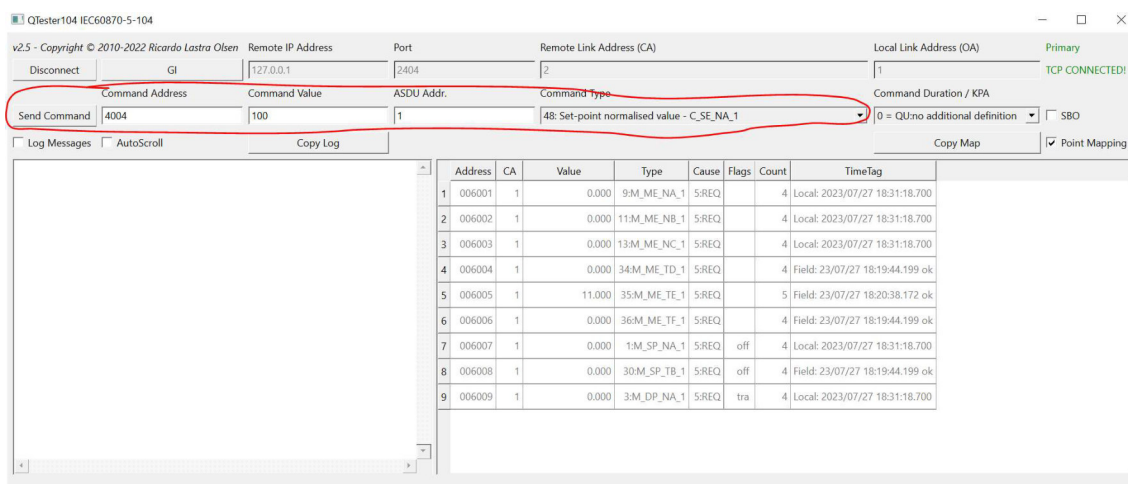 QTester104 IEC60870-5-104
v2.5 - Copyright © 2010-2022 Ricardo Lastra Olsen Remote IP Address Port Remote Link Address (CA) Local Link Address (OA) Primary
Disconnect GI 127.0.0.1 2404 2 1 TCP CONNECTED!
Command Address Command Value ASDU Addr. Command Type Command Duration / KPA
Send Command 4004 100 1 48: Set-point normalised value - C_SE_NA_1 0 = QU:no additional definition SBO
Log Messages AutoScroll Copy Log Copy Map Point Mapping
Address CA Value Type Cause Flags Count TimeTag
1 006001 1 0.000 9:M_ME_NA_1 5:REQ 4 Local: 2023/07/27 18:31:18.700
2 006002 1 0.000 11:M_ME_NB_1 5:REQ 4 Local: 2023/07/27 18:31:18.700
3 006003 1 0.000 13:M_ME_NC_1 5:REQ 4 Local: 2023/07/27 18:31:18.700
4 006004 1 0.000 34:M_ME_TD_1 5:REQ 4 Field: 23/07/27 18:19:44.199 ok
5 006005 1 11.000 35:M_ME_TE_1 5:REQ 5 Field: 23/07/27 18:20:38.172 ok
6 006006 1 0.000 36:M_ME_TF_1 5:REQ 4 Field: 23/07/27 18:19:44.199 ok
7 006007 1 0.000 1:M_SP_NA_1 5:REQ off 4 Local: 2023/07/27 18:31:18.700
8 006008 1 0.000 30:M_SP_TB_1 5:REQ off 4 Field: 23/07/27 18:19:44.199 ok
9 006009 1 0.000 3:M_DP_NA_1 5:REQ tra 4 Local: 2023/07/27 18:31:18.700